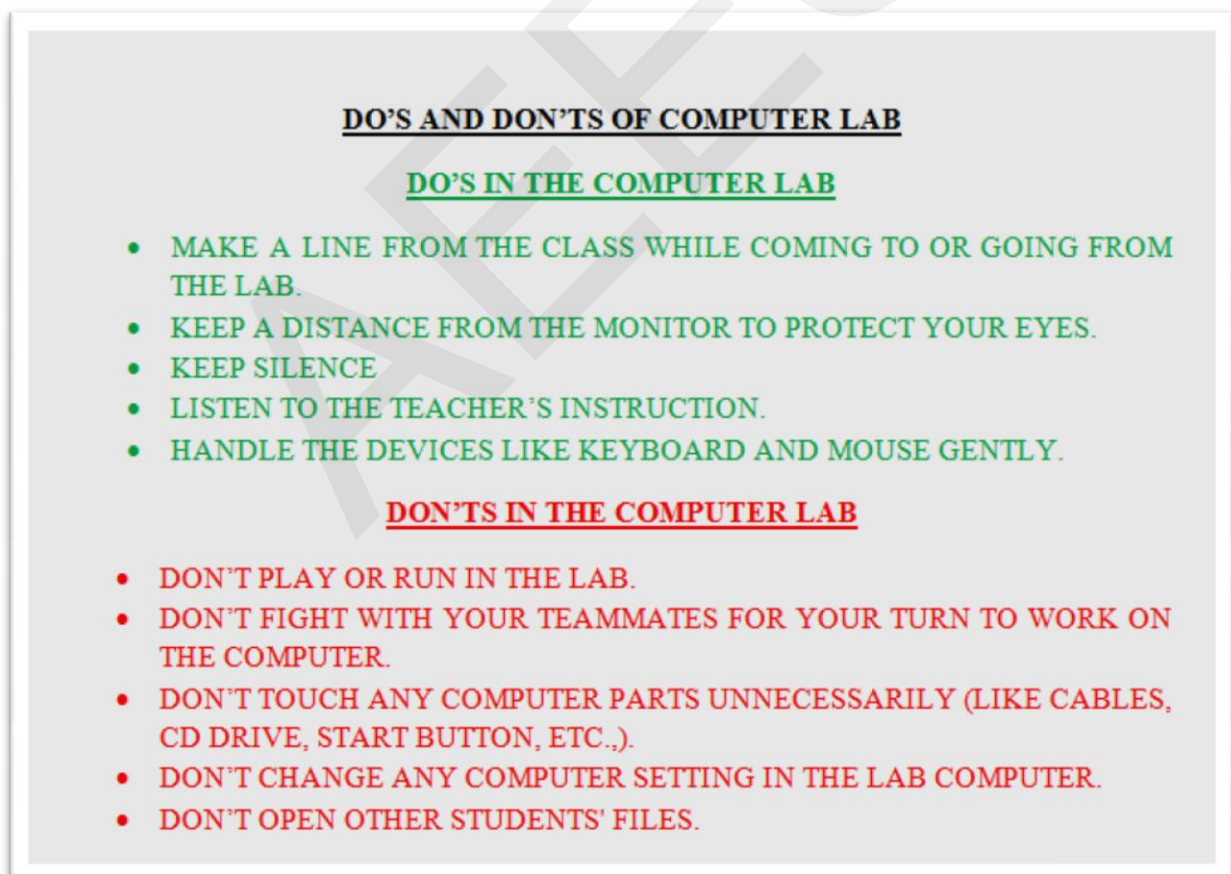 DO'S AND DON'TS OF COMPUTER LAB
DO'S IN THE COMPUTER LAB
• MAKE A LINE FROM THE CLASS WHILE COMING TO OR GOING FROM
THE LAB.
• KEEP A DISTANCE FROM THE MONITOR TO PROTECT YOUR EYES.
• KEEP SILENCE
• LISTEN TO THE TEACHER'S INSTRUCTION.
• HANDLE THE DEVICES LIKE KEYBOARD AND MOUSE GENTLY.
DON'TS IN THE COMPUTER LAB
• DON'T PLAY OR RUN IN THE LAB.
• DON'T FIGHT WITH YOUR TEAMMATES FOR YOUR TURN TO WORK ON
THE COMPUTER.
• DON'T TOUCH ANY COMPUTER PARTS UNNECESSARILY (LIKE CABLES,
CD DRIVE, START BUTTON, ETC.,).
• DON'T CHANGE ANY COMPUTER SETTING IN THE LAB COMPUTER.
• DON'T OPEN OTHER STUDENTS' FILES.